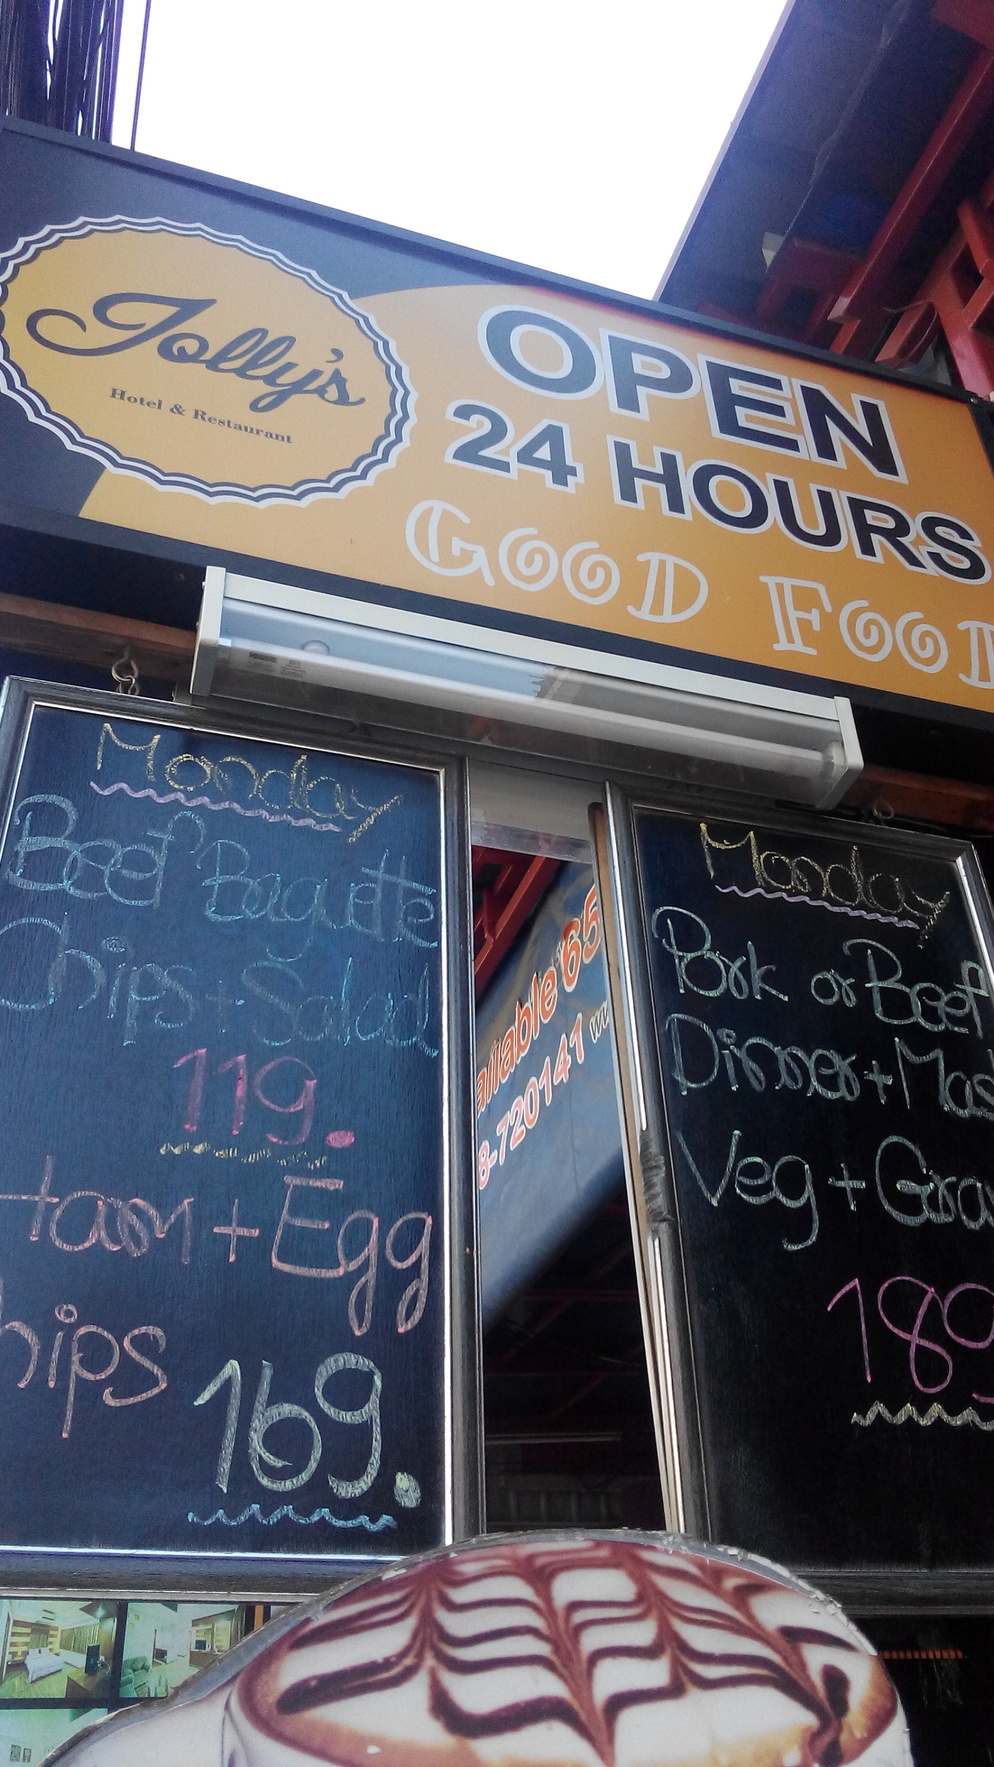 Jolly's
Hotel & Restaurant
OPEN
24 HOURS
GOOD FOOD
Monday
Beef Baguette
Chips + Salad
119.
Ham + Egg
hips
169.
ailable 65
8-720141
Monday
Pork or Beef
Dinner + Mas
Veg + Grav
189